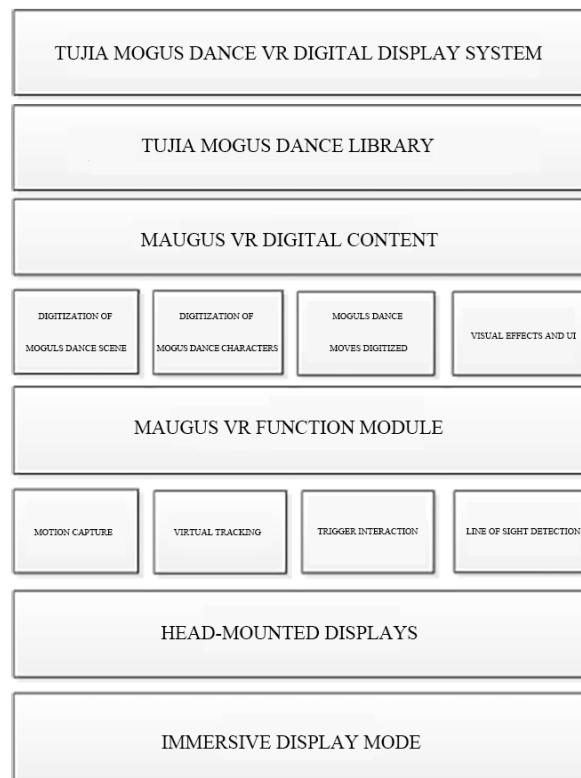 TUJIA MOGUS DANCE VR DIGITAL DISPLAY SYSTEM
TUJIA MOGUS DANCE LIBRARY
MAUGUS VR DIGITAL CONTENT
DIGITIZATION OF
MOGULS DANCE SCENE
DIGITIZATION OF
MOGUS DANCE CHARACTERS
MOGULS DANCE
MOVES DIGITIZED
VISUAL EFFECTS AND UI
MAUGUS VR FUNCTION MODULE
MOTION CAPTURE
VIRTUAL TRACKING
TRIGGER INTERACTION
LINE OF SIGHT DETECTION
HEAD-MOUNTED DISPLAYS
IMMERSIVE DISPLAY MODE